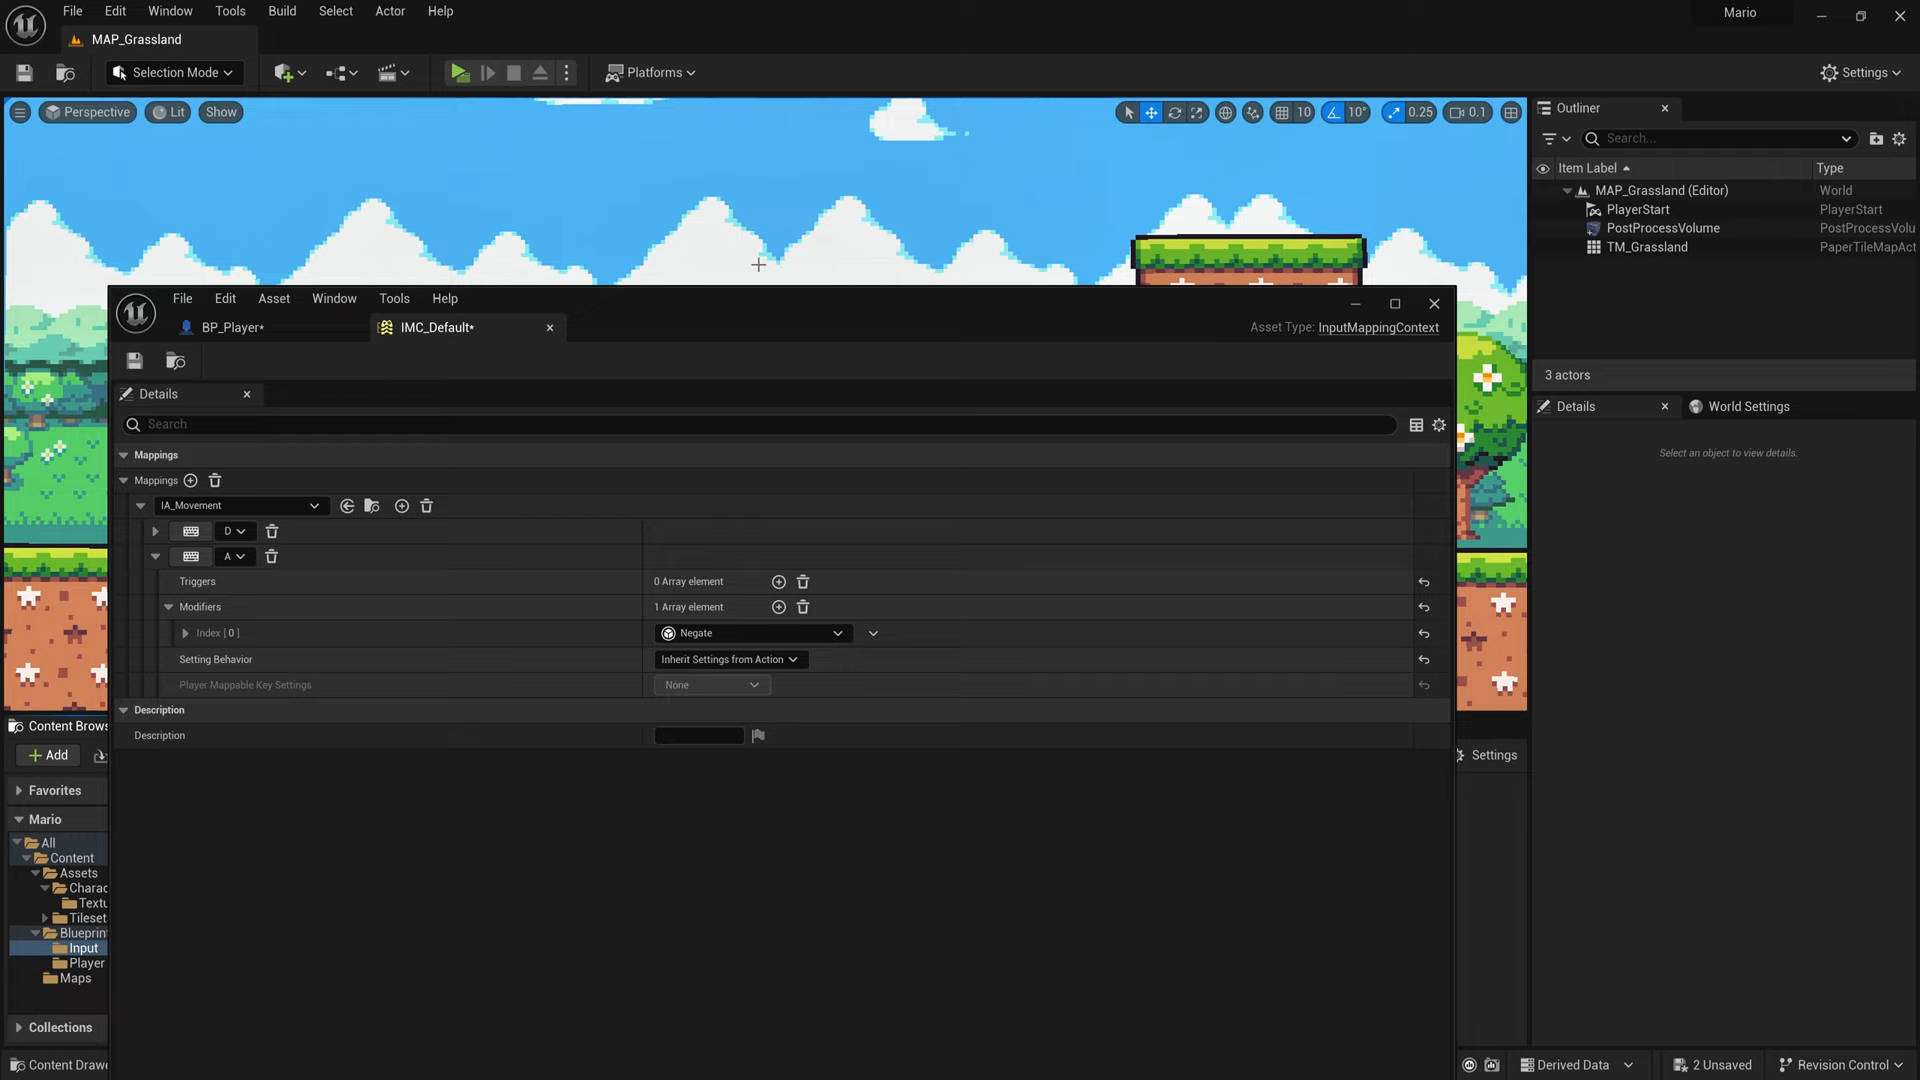 File Edit Window Tools Build Select Actor Help
Mario
MAP_Grassland
Selection Mode
Platforms
Settings
Perspective
Lit
Show
10
10°
0.25
0.1
Outliner
Search...
Item Label
Type
MAP_Grassland (Editor)
World
PlayerStart
PlayerStart
PostProcessVolume
PostProcessVolu
TM_Grassland
PaperTileMapAct
3 actors
Details
World Settings
Select an object to view details.
File Edit Asset Window Tools Help
BP_Player*
IMC_Default*
Asset Type: InputMappingContext
Details
Search
Mappings
Mappings
IA_Movement
D
A
Triggers
0 Array element
Modifiers
1 Array element
Index [ 0 ]
Negate
Setting Behavior
Inherit Settings from Action
Player Mappable Key Settings
None
Description
Description
Content Brows
Add
Settings
Favorites
Mario
All
Content
Assets
Charac
Textu
Tileset
Blueprin
Input
Player
Maps
Collections
Content Drawe
Derived Data
2 Unsaved
Revision Control